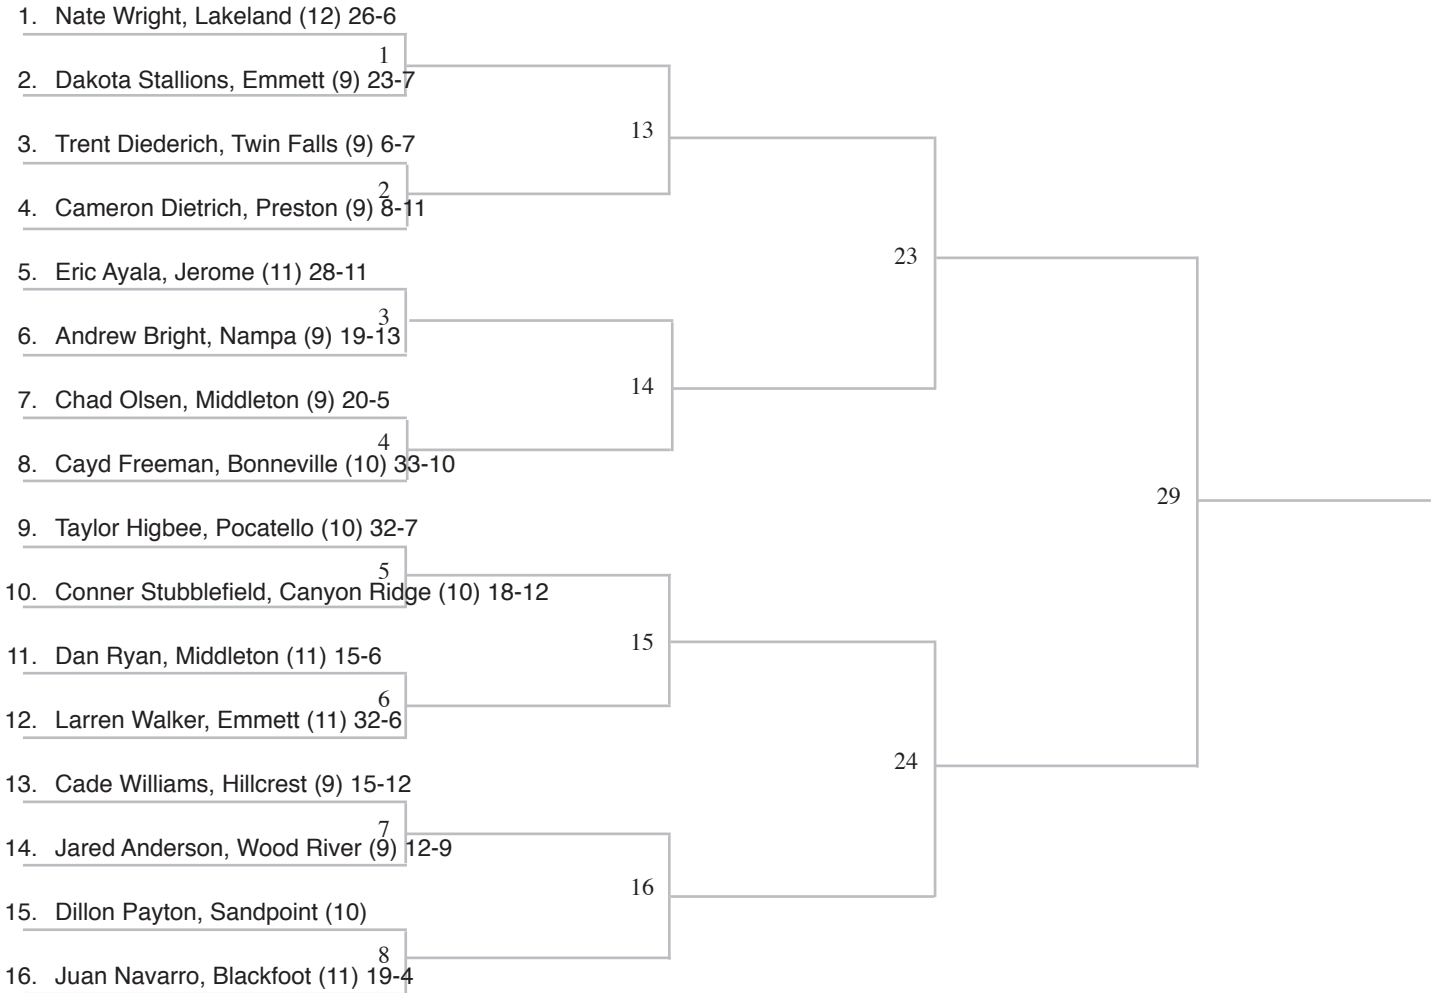 1. Nate Wright, Lakeland (12) 26-6
1
2. Dakota Stallions, Emmett (9) 23-7
13
3. Trent Diederich, Twin Falls (9) 6-7
2
4. Cameron Dietrich, Preston (9) 8-11
23
5. Eric Ayala, Jerome (11) 28-11
3
6. Andrew Bright, Nampa (9) 19-13
14
7. Chad Olsen, Middleton (9) 20-5
4
8. Cayd Freeman, Bonneville (10) 33-10
29
9. Taylor Higbee, Pocatello (10) 32-7
5
10. Conner Stubblefield, Canyon Ridge (10) 18-12
15
11. Dan Ryan, Middleton (11) 15-6
6
12. Larren Walker, Emmett (11) 32-6
24
13. Cade Williams, Hillcrest (9) 15-12
7
14. Jared Anderson, Wood River (9) 12-9
16
15. Dillon Payton, Sandpoint (10)
8
16. Juan Navarro, Blackfoot (11) 19-4